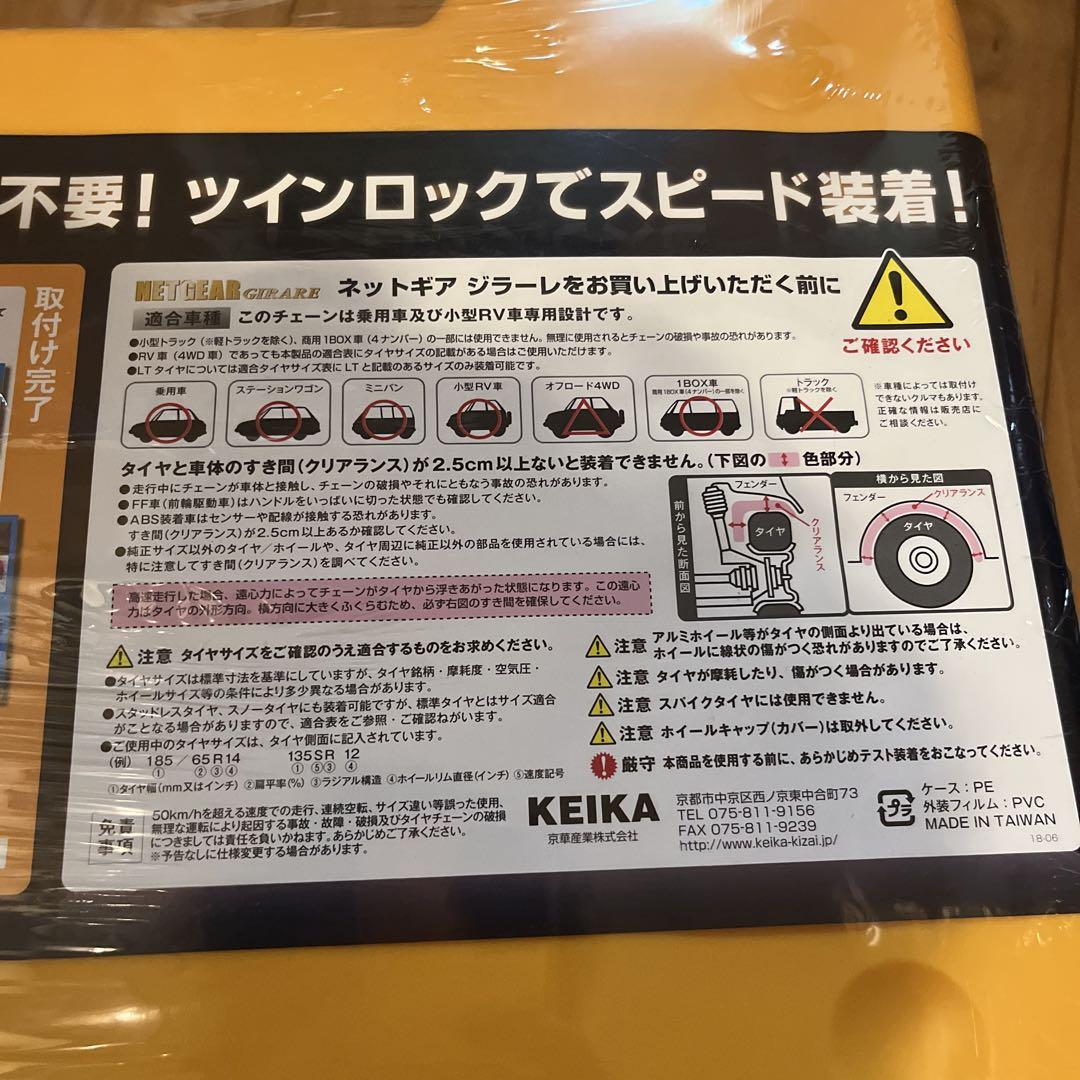 不要! ツインロックでスピード装着!
取付け完了
NETGEAR GIRARE ネットギア ジラーレをお買い上げいただく前に
ご確認ください
適合車種 このチェーンは乗用車及び小型RV車専用設計です。
●小型トラック(※軽トラックを除く)、商用1BOX車(4ナンバー)の一部には使用できません。無理に使用されるとチェーンの破損や事故の恐れがあります。
●RV車(4WD車)であっても本製品の適合表にタイヤサイズの記載がある場合はご使用いただけます。
●LTタイヤについては適合タイヤサイズ表にLTと記載のあるサイズのみ装着可能です。
乗用車
ステーションワゴン
ミニバン
小型RV車
オフロード4WD
1BOX車
商用1BOX車(4ナンバー)の一部を除く
トラック
※軽トラックを除く
※車種によっては取付け
できないクルマもあります。
正確な情報は販売店に
ご相談ください。
タイヤと車体のすき間(クリアランス)が2.5cm以上ないと装着できません。(下図の 色部分)
●走行中にチェーンが車体と接触し、チェーンの破損やそれにともなう事故の恐れがあります。
●FF車(前輪駆動車)はハンドルをいっぱいに切った状態でも確認してください。
●ABS装着車はセンサーや配線が接触する恐れがあります。
すき間(クリアランス)が2.5cm以上あるか確認してください。
●純正サイズ以外のタイヤ/ホイールや、タイヤ周辺に純正以外の部品を使用されている場合には、
特に注意してすき間(クリアランス)を調べてください。
高速走行した場合、遠心力によってチェーンがタイヤから浮きあがった状態になります。この遠心
力はタイヤの外形方向。横方向に大きくふくらむため、必ず右図のすき間を確保してください。
前から見た断面図
フェンダー
タイヤ
クリアランス
横から見た図
フェンダー
クリアランス
タイヤ
注意 タイヤサイズをご確認のうえ適合するものをお求めください。
●タイヤサイズは標準寸法を基準にしていますが、タイヤ銘柄・摩耗度・空気圧・
ホイールサイズ等の条件により多少異なる場合があります。
●スタッドレスタイヤ、スノータイヤにも装着可能ですが、標準タイヤとはサイズ適合
がことなる場合がありますので、適合表をご参照・ご確認ねがいます。
●ご使用中のタイヤサイズは、タイヤ側面に記入されています。
(例) 185/65R14 135SR 12
① ②③④ ①⑤③ ④
①タイヤ幅(mm又はインチ) ②扁平率(%) ③ラジアル構造 ④ホイールリム直径(インチ) ⑤速度記号
注意 アルミホイール等がタイヤの側面より出ている場合は、
ホイールに線状の傷がつく恐れがありますのでご了承ください。
注意 タイヤが摩耗したり、傷がつく場合があります。
注意 スパイクタイヤには使用できません。
注意 ホイールキャップ(カバー)は取外してください。
厳守 本商品を使用する前に、あらかじめテスト装着をおこなってください。
免責事項
50km/hを超える速度での走行、連続空転、サイズ違い等誤った使用、
無理な運転により起因する事故・故障・破損及びタイヤチェーンの破損
につきましては責任を負いかねます。あらかじめご了承ください。
※予告なしに仕様変更する場合があります。
KEIKA
京華産業株式会社
京都市中京区西ノ京東中合町73
TEL 075-811-9156
FAX 075-811-9239
http://www.keika-kizai.jp/
プラ
ケース:PE
外装フィルム:PVC
MADE IN TAIWAN
18-06